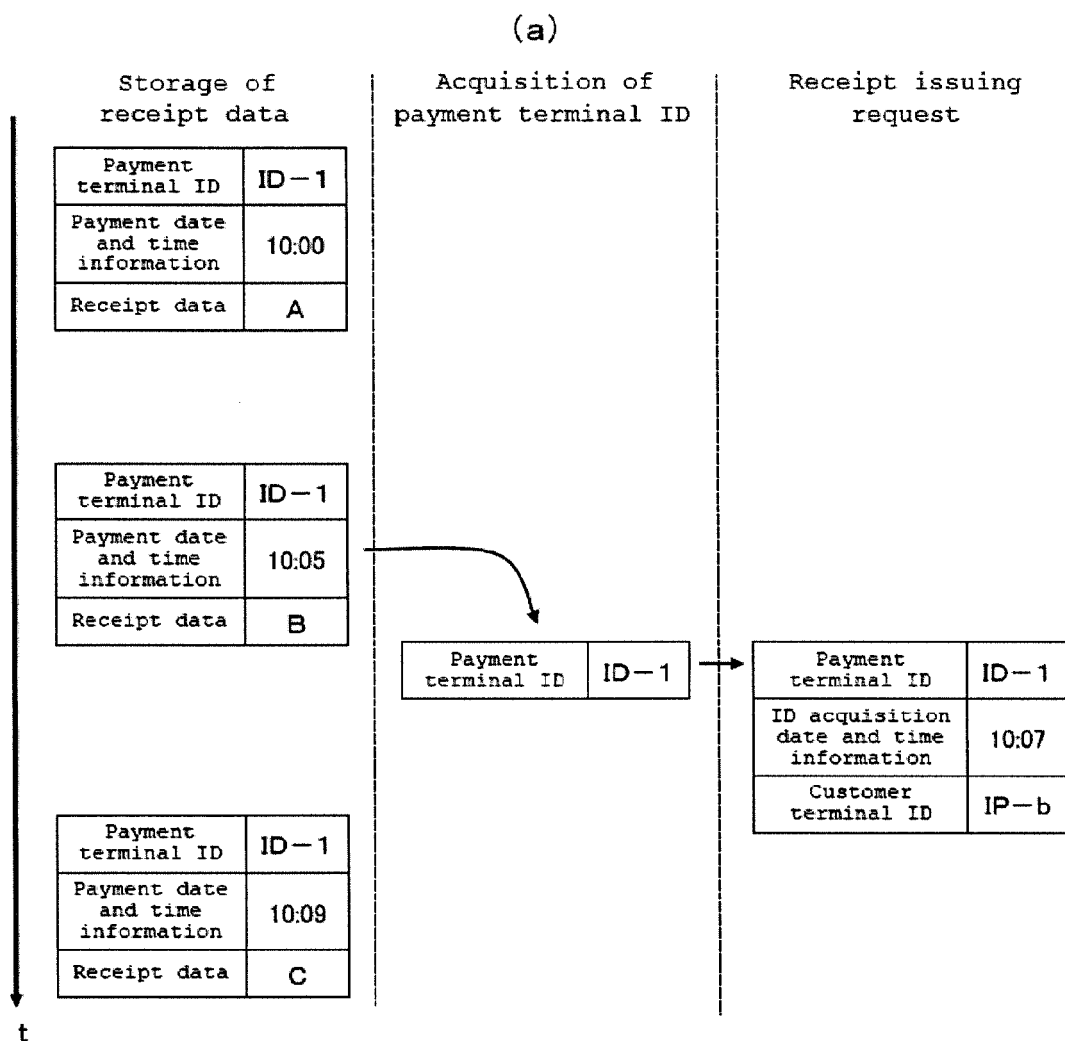 (a)
Storage of
receipt data
Acquisition of
payment terminal ID
Receipt issuing
request
Payment
terminal ID
ID-1
Payment date
and time
information
10:00
Receipt data
A
Payment
terminal ID
ID-1
Payment date
and time
information
10:05
Receipt data
B
Payment
terminal ID
ID-1
Payment
terminal ID
ID-1
ID acquisition
date and time
information
10:07
Customer
terminal ID
IP-b
Payment
terminal ID
ID-1
Payment date
and time
information
10:09
Receipt data
C
t